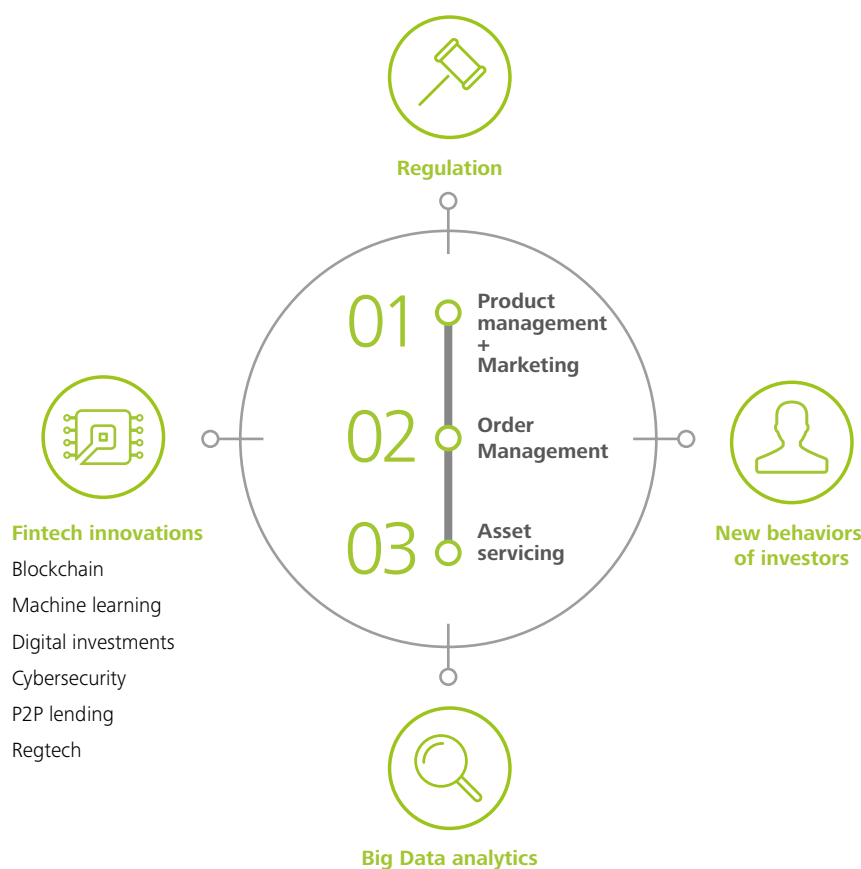 Regulation
01
Product
management
+
Marketing
02
Order
Management
03
Asset
servicing
Fintech innovations
Blockchain
Machine learning
Digital investments
Cybersecurity
P2P lending
Regtech
New behaviors
of investors
Big Data analytics